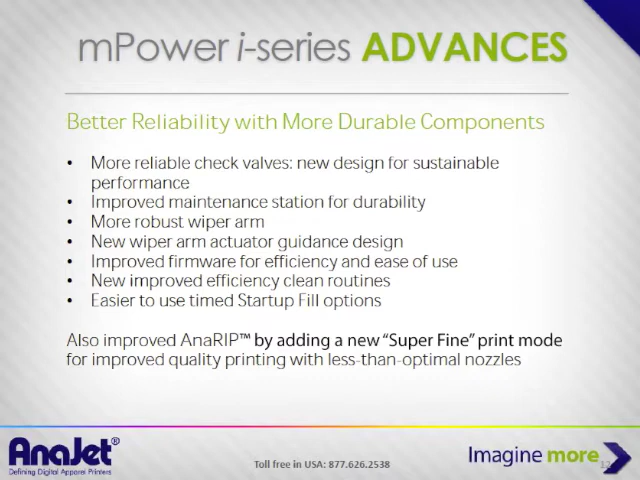 mPower i-series ADVANCES
Better Reliability with More Durable Components
• More reliable check valves: new design for sustainable
performance
• Improved maintenance station for durability
• More robust wiper arm
• New wiper arm actuator guidance design
• Improved firmware for efficiency and ease of use
• New improved efficiency clean routines
• Easier to use timed Startup Fill options
Also improved AnaRIP™ by adding a new “Super Fine” print mode
for improved quality printing with less-than-optimal nozzles
AnaJet®
Defining Digital Apparel Printers
Toll free in USA: 877.626.2538
Imagine more
12